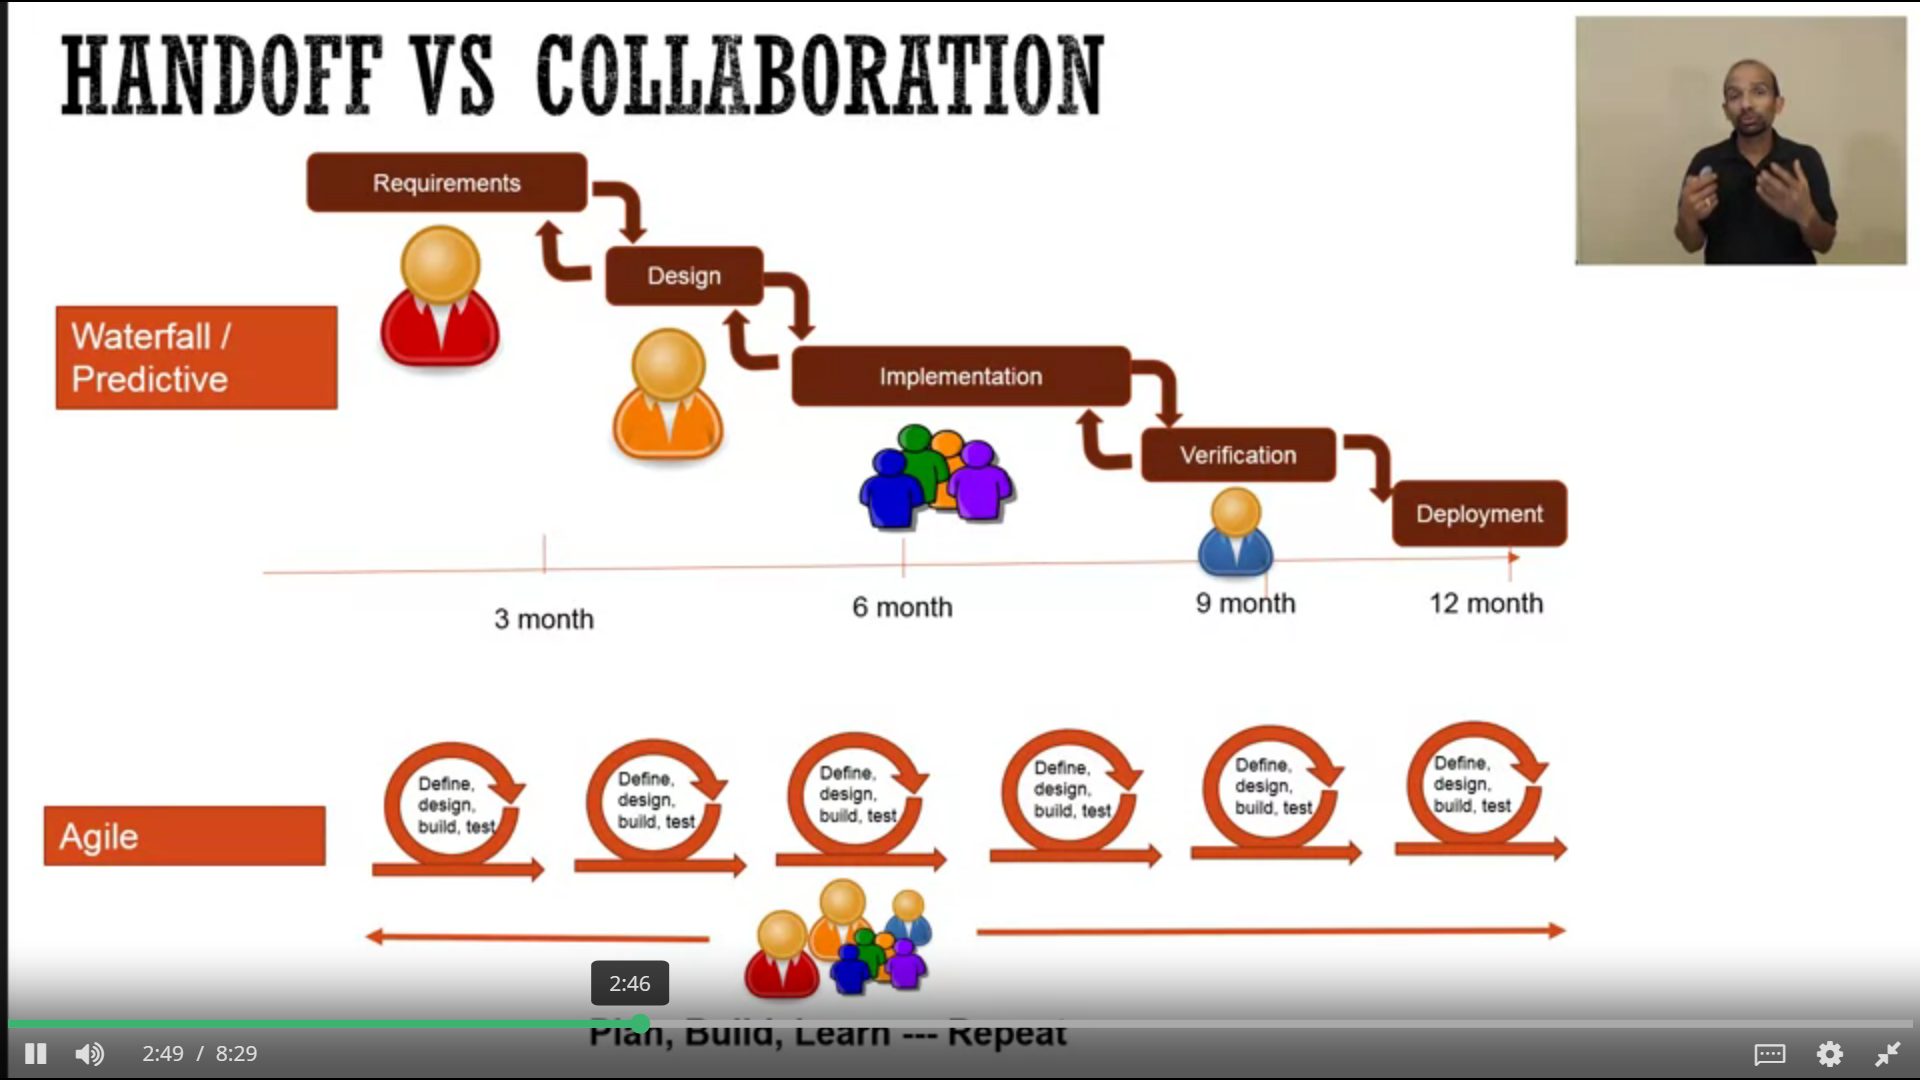 HANDOFF VS COLLABORATION
Requirements
Design
Waterfall /
Predictive
Implementation
Verification
Deployment
3 month
6 month
9 month
12 month
Define,
design,
build, test
Define,
design,
build, test
Define,
design,
build, test
Define,
design,
build, test
Define,
design,
build, test
Define,
design,
build, test
Agile
2:46
Plan, Build, Learn --- Repeat
2:49 / 8:29